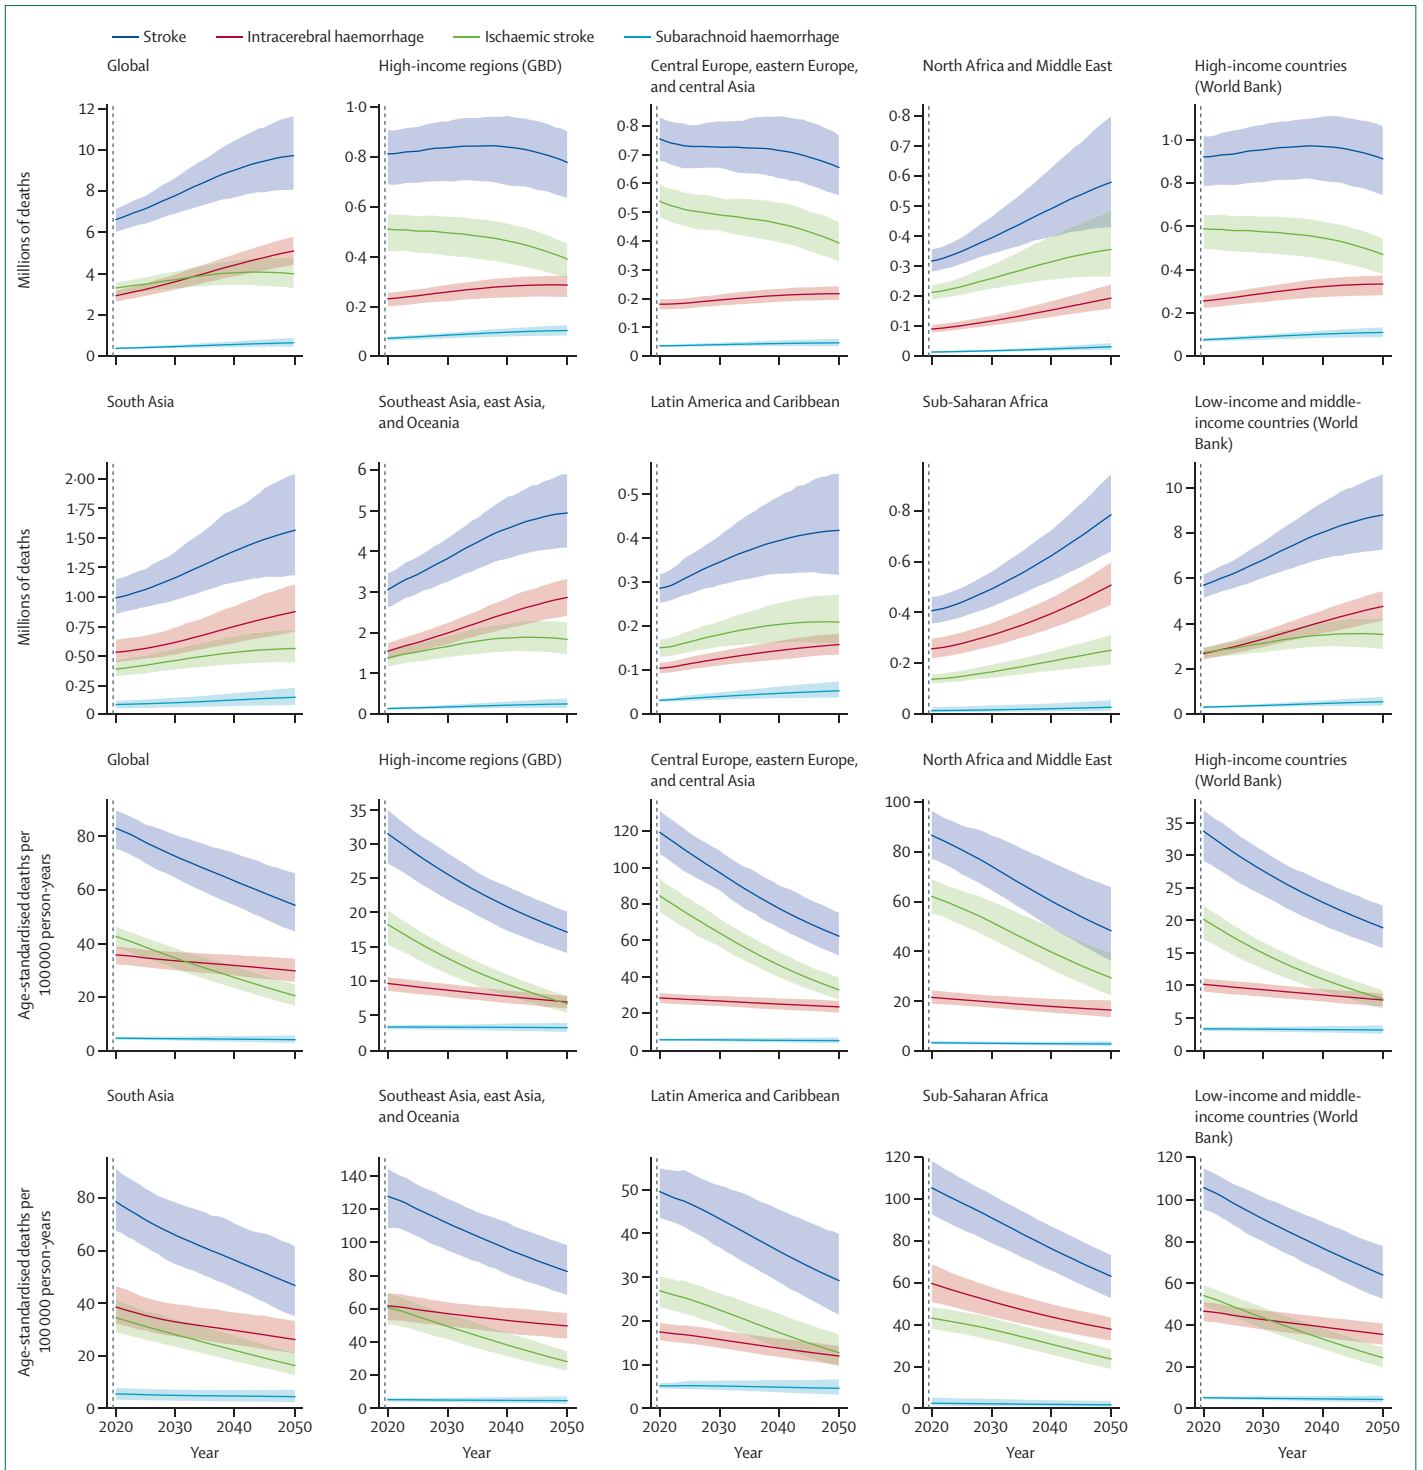 Stroke Intracerebral haemorrhage Ischaemic stroke Subarachnoid haemorrhage
Global
High-income regions (GBD)
Central Europe, eastern Europe,
and central Asia
North Africa and Middle East
High-income countries
(World Bank)
Millions of deaths
12
10
8
6
4
2
0
1·0
0·8
0·6
0·4
0·2
0
0·8
0·7
0·6
0·5
0·4
0·3
0·2
0·1
0
0·8
0·7
0·6
0·5
0·4
0·3
0·2
0·1
0
1·0
0·8
0·6
0·4
0·2
0
South Asia
Southeast Asia, east Asia,
and Oceania
Latin America and Caribbean
Sub-Saharan Africa
Low-income and middle-
income countries (World
Bank)
Millions of deaths
2·00
1·75
1·50
1·25
1·00
0·75
0·50
0·25
0
6
5
4
3
2
1
0
0·5
0·4
0·3
0·2
0·1
0
0·8
0·6
0·4
0·2
0
10
8
6
4
2
0
Global
High-income regions (GBD)
Central Europe, eastern Europe,
and central Asia
North Africa and Middle East
High-income countries
(World Bank)
Age-standardised deaths per
100 000 person-years
80
60
40
20
0
35
30
25
20
15
10
5
0
120
100
80
60
40
20
0
100
80
60
40
20
0
35
30
25
20
15
10
5
0
South Asia
Southeast Asia, east Asia,
and Oceania
Latin America and Caribbean
Sub-Saharan Africa
Low-income and middle-
income countries (World
Bank)
Age-standardised deaths per
100 000 person-years
80
60
40
20
0
140
120
100
80
60
40
20
0
50
40
30
20
10
0
120
100
80
60
40
20
0
120
100
80
60
40
20
0
2020 2030 2040 2050
2020 2030 2040 2050
2020 2030 2040 2050
2020 2030 2040 2050
2020 2030 2040 2050
Year
Year
Year
Year
Year